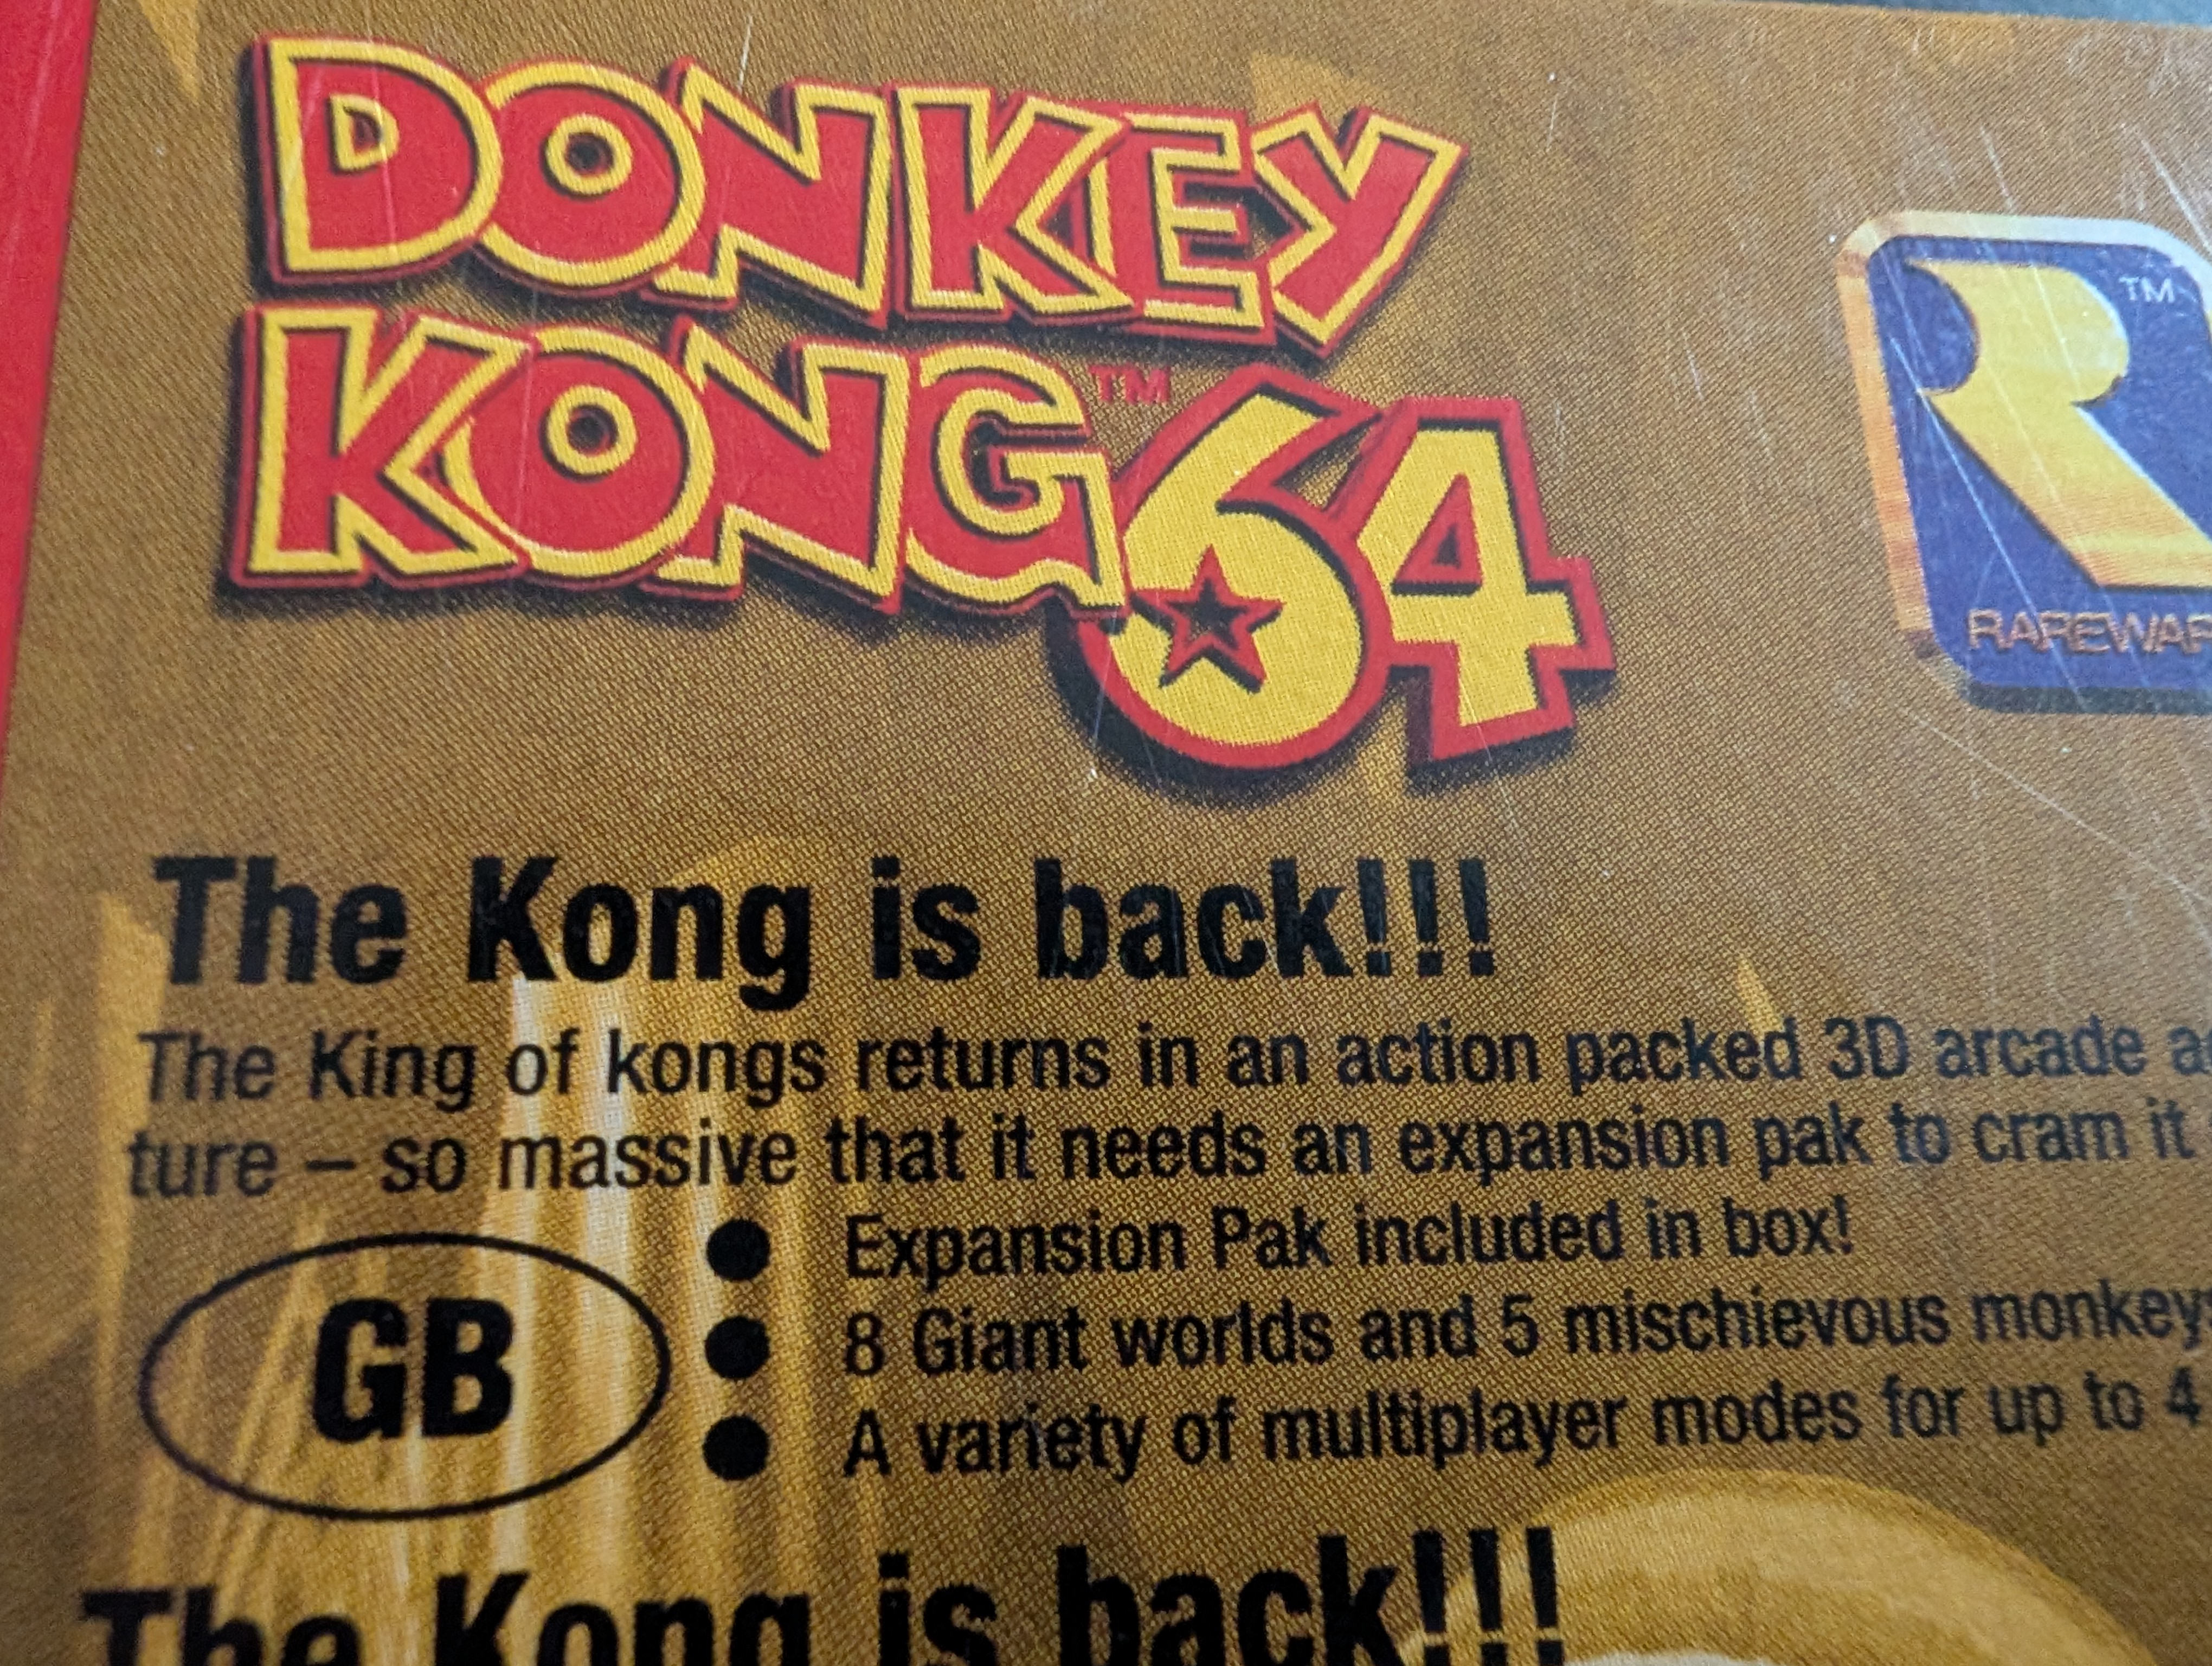 DONKEY
KONG™ 64
™
RAREWAR
The Kong is back!!!
The King of kongs returns in an action packed 3D arcade a
ture – so massive that it needs an expansion pak to cram it
GB
● Expansion Pak included in box!
● 8 Giant worlds and 5 mischievous monkey
● A variety of multiplayer modes for up to 4
The Kong is back!!!